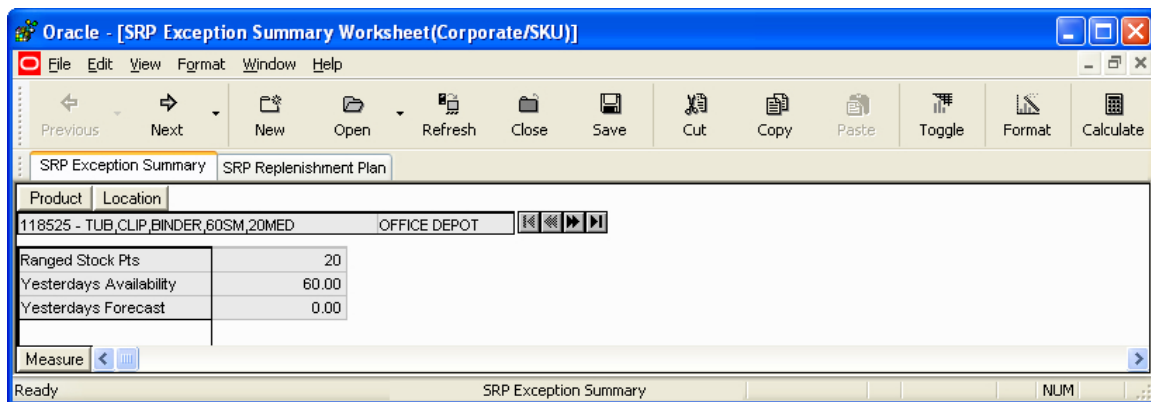 Oracle - [SRP Exception Summary Worksheet(Corporate/SKU)]
File Edit View Format Window Help
Previous Next New Open Refresh Close Save Cut Copy Paste Toggle Format Calculate
SRP Exception Summary SRP Replenishment Plan
Product Location
118525 - TUB,CLIP,BINDER,60SM,20MED OFFICE DEPOT
Ranged Stock Pts 20
Yesterdays Availability 60.00
Yesterdays Forecast 0.00
Measure
Ready SRP Exception Summary NUM